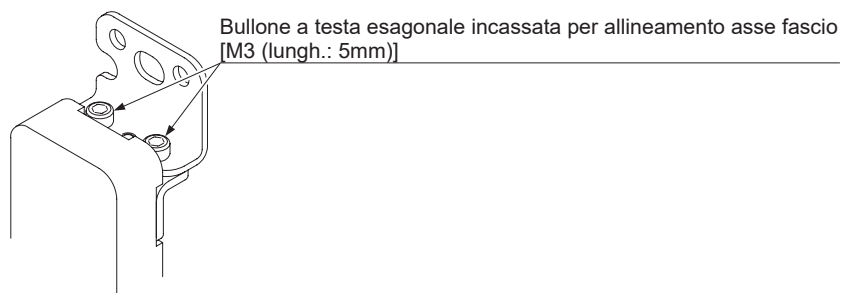 Bullone a testa esagonale incassata per allineamento asse fascio
[M3 (lungh.: 5mm)]